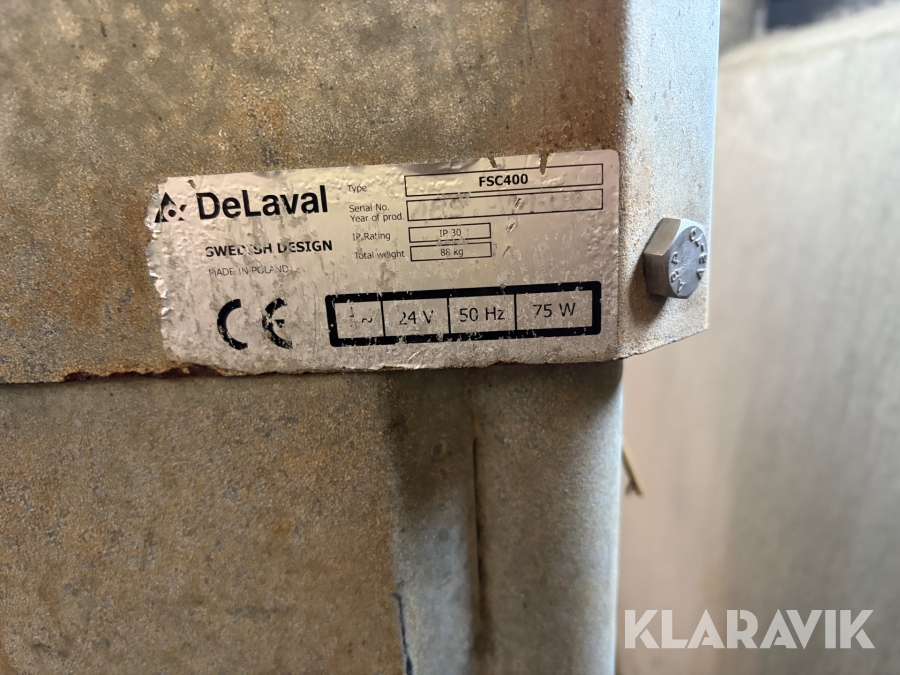 DeLaval
SWEDISH DESIGN
MADE IN POLAND
Type FSC400
Serial No.
Year of prod.
IP Rating IP 30
Total weight 88 kg
CE
24 V 50 Hz 75 W
KLARAVIK